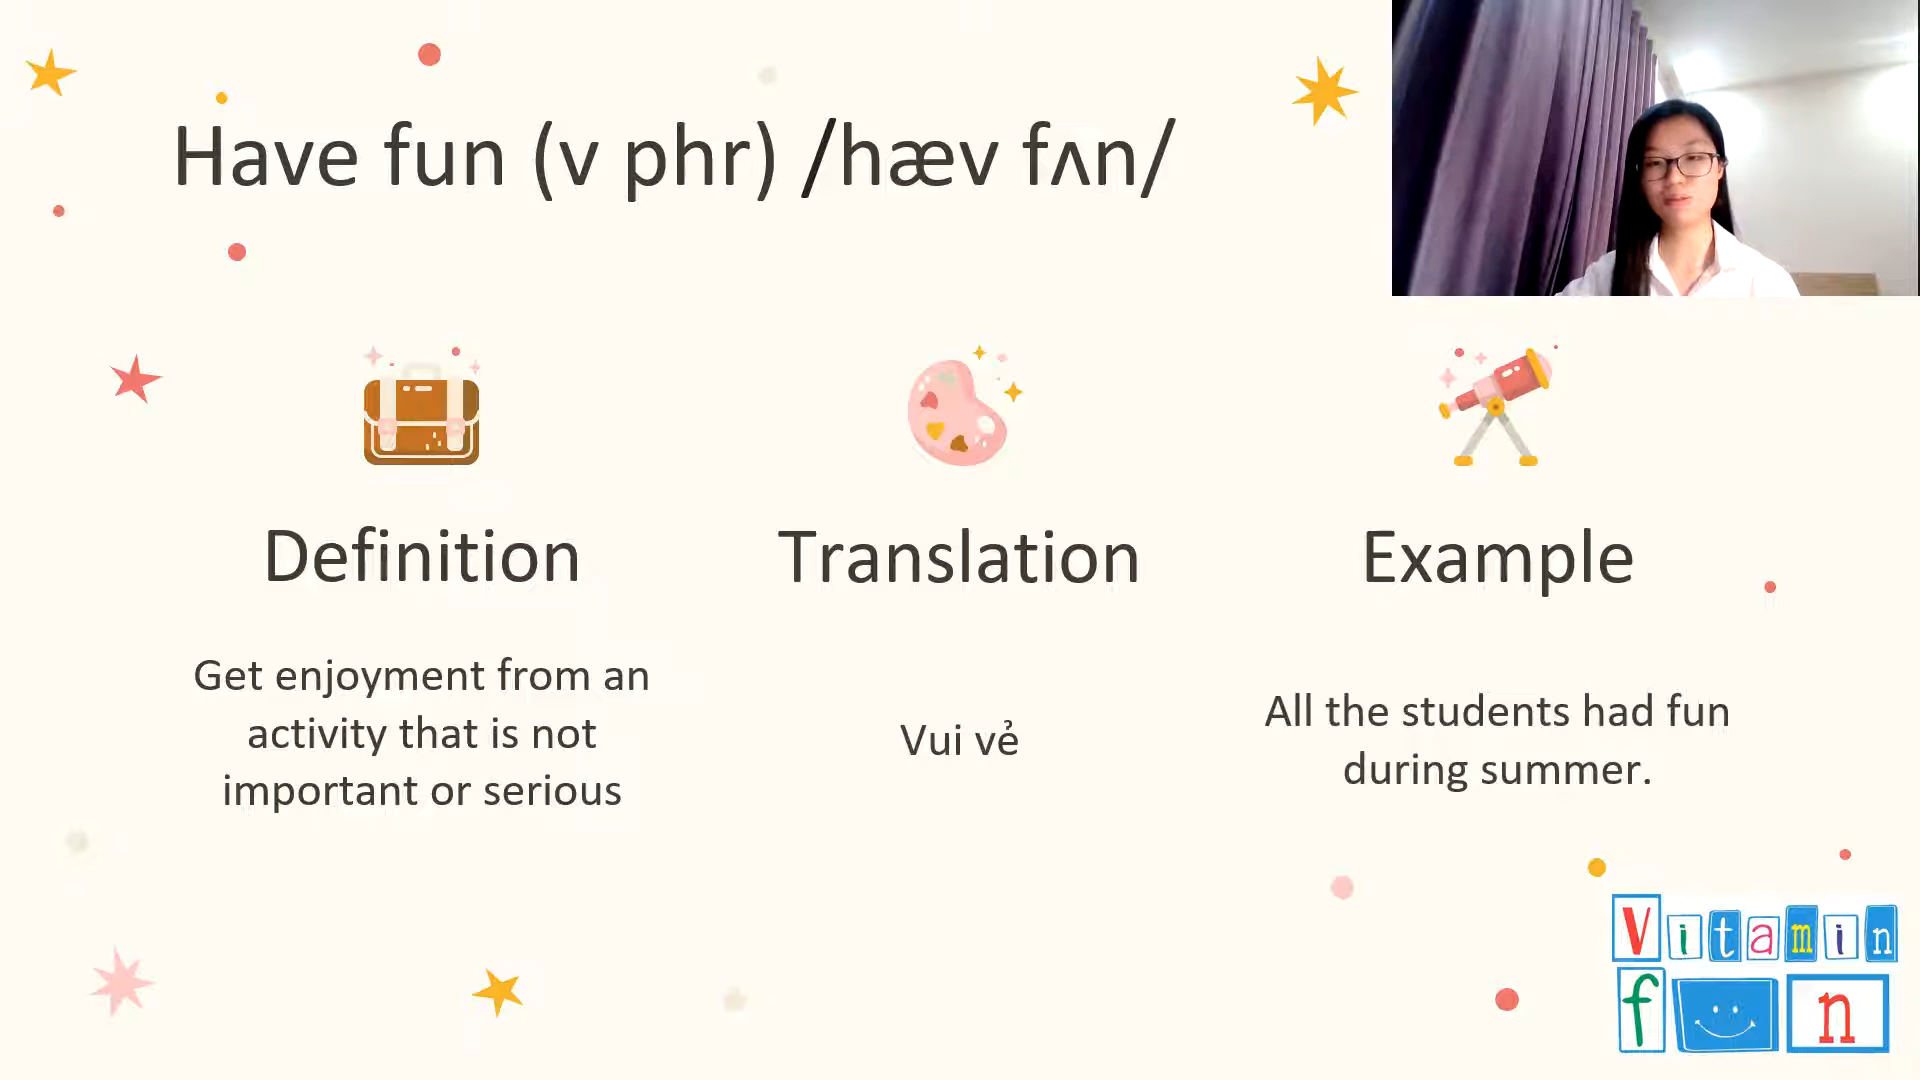 Have fun (v phr) /hæv fʌn/
Definition
Get enjoyment from an
activity that is not
important or serious
Translation
Vui vẻ
Example
All the students had fun
during summer.
Vitamin
fun